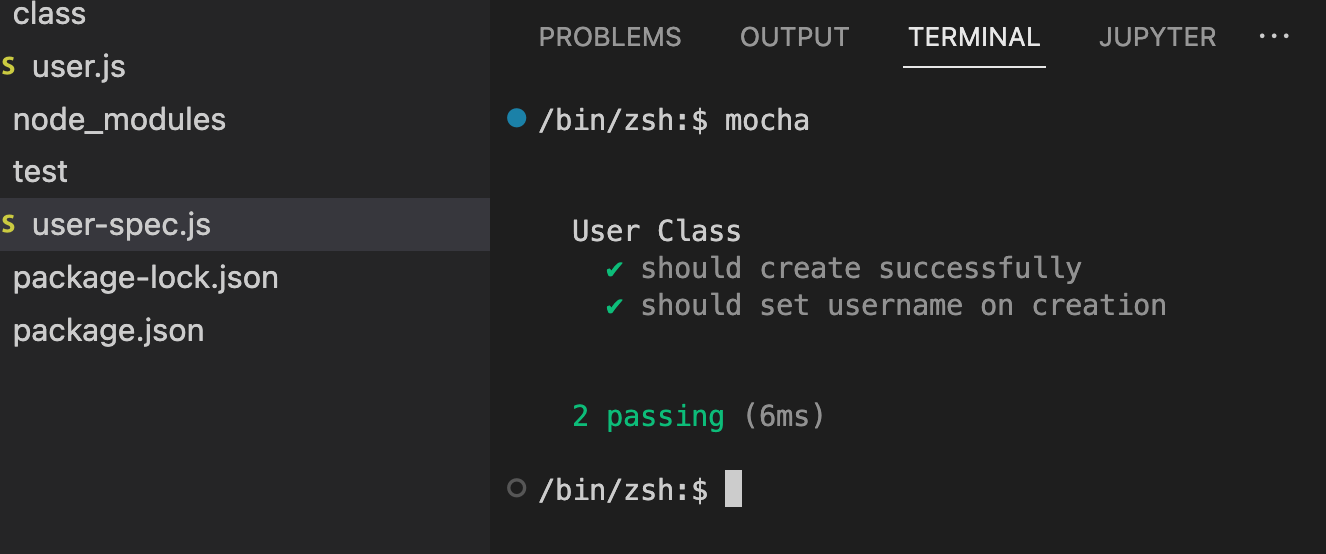 class
S user.js
node_modules
test
S user-spec.js
package-lock.json
package.json
PROBLEMS OUTPUT TERMINAL JUPYTER ...
/bin/zsh:$ mocha
User Class
✔ should create successfully
✔ should set username on creation
2 passing (6ms)
/bin/zsh:$